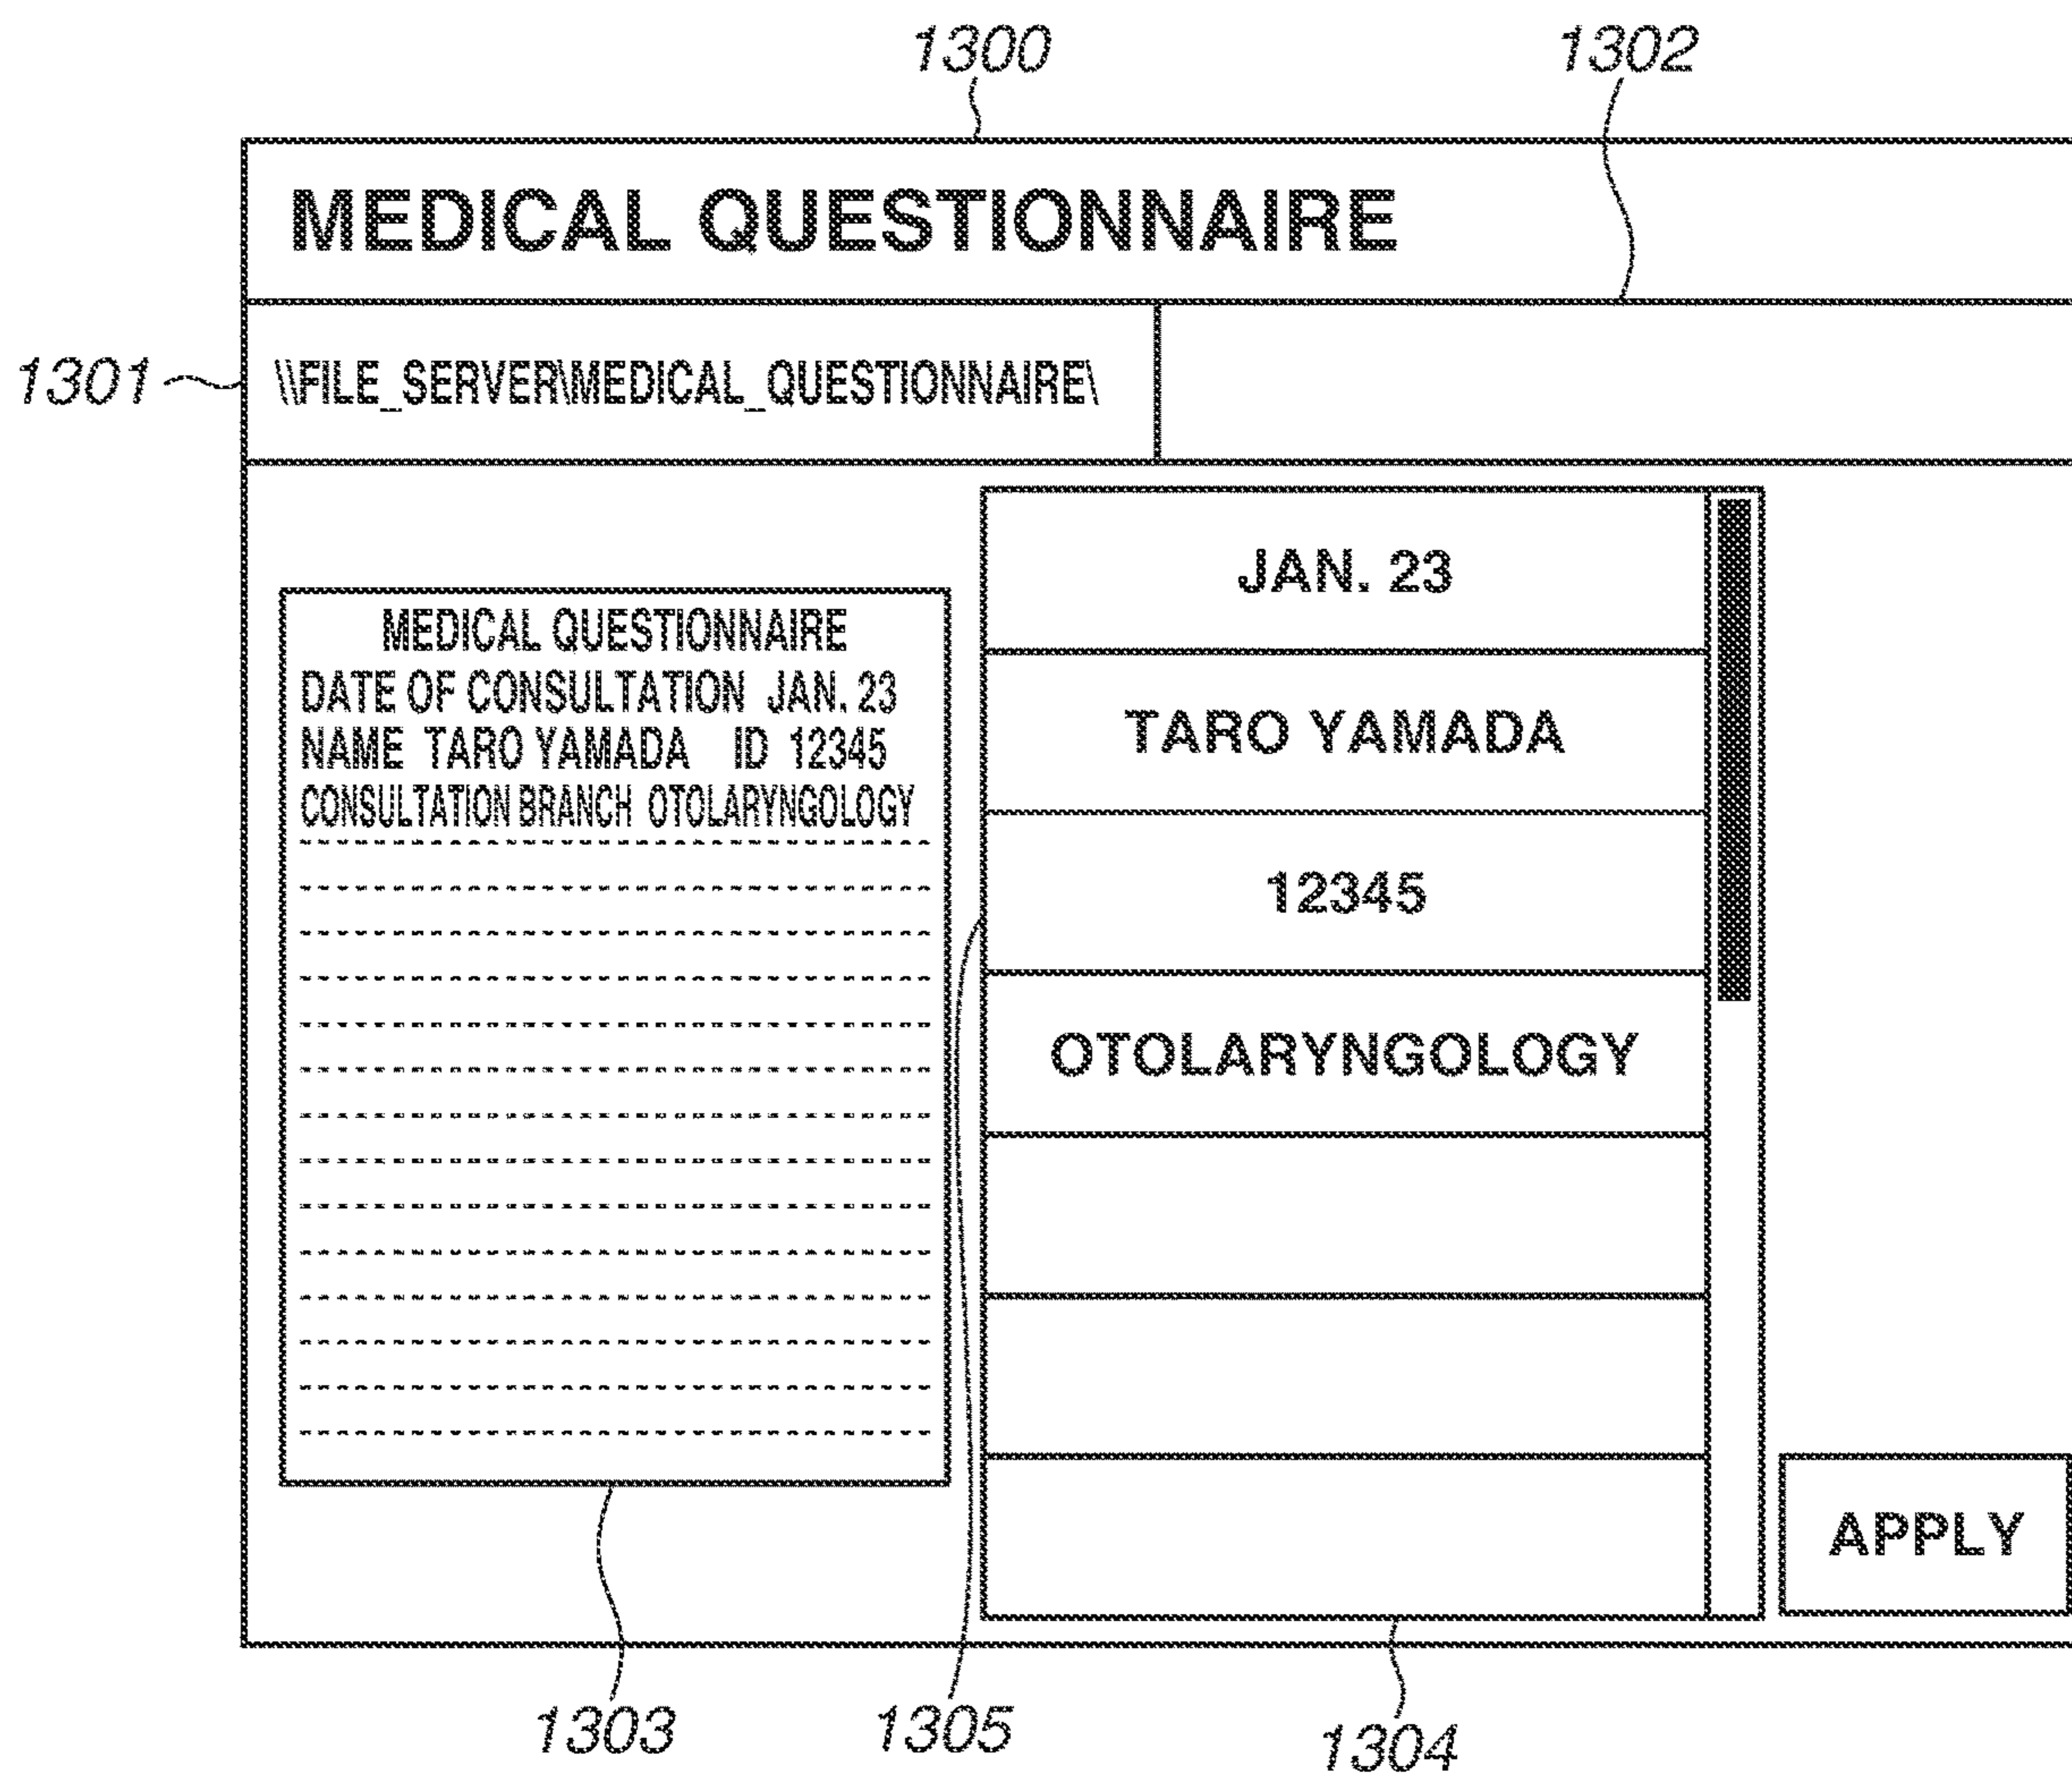 1300 1302
MEDICAL QUESTIONNAIRE
1301 \\FILE_SERVER\MEDICAL_QUESTIONNAIRE\
MEDICAL QUESTIONNAIRE
DATE OF CONSULTATION JAN. 23
NAME TARO YAMADA ID 12345
CONSULTATION BRANCH OTOLARYNGOLOGY
JAN. 23
TARO YAMADA
12345
OTOLARYNGOLOGY
APPLY
1303 1305 1304